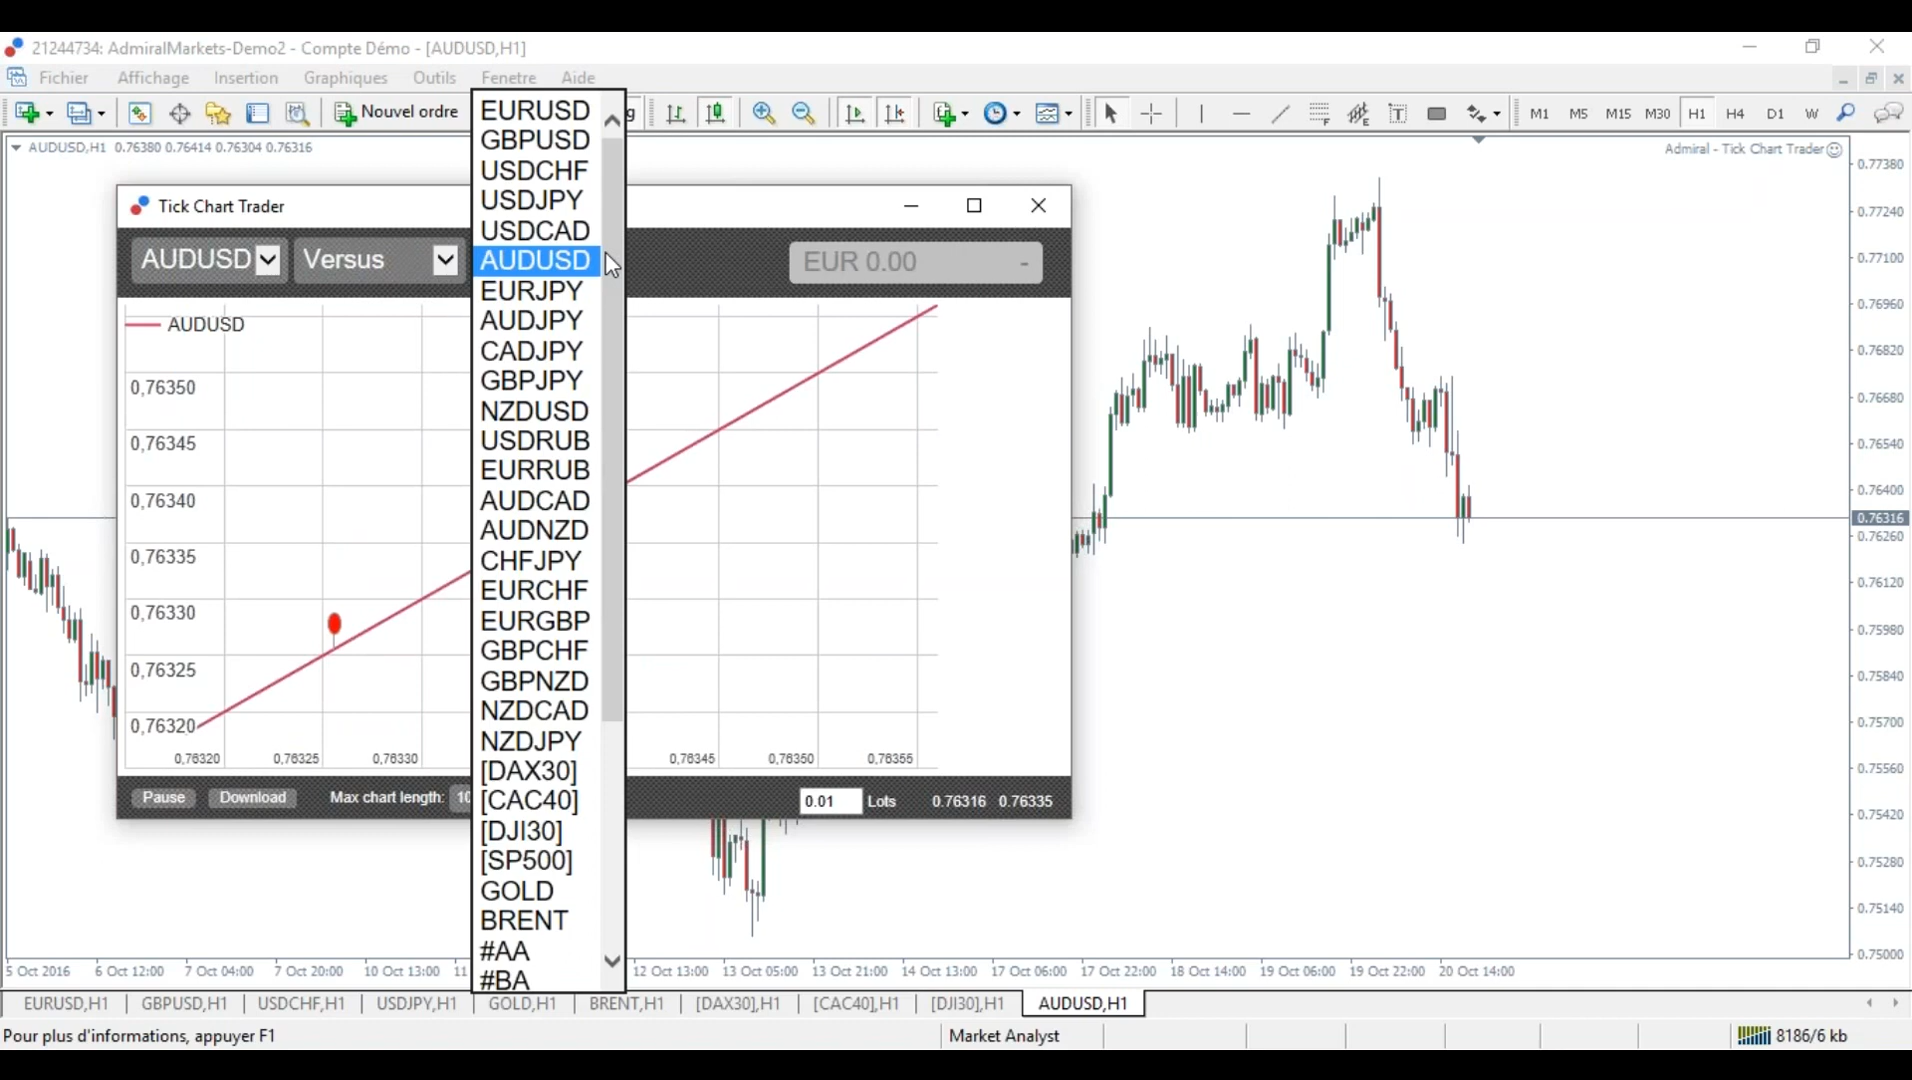 21244734: AdmiralMarkets-Demo2 - Compte Démo - [AUDUSD,H1]
Fichier Affichage Insertion Graphiques Outils Fenetre Aide
Nouvel ordre g M1 M5 M15 M30 H1 H4 D1 W
AUDUSD,H1 0.76380 0.76414 0.76304 0.76316
Admiral - Tick Chart Trader
Tick Chart Trader
AUDUSD Versus
EUR 0.00 -
AUDUSD
0,76350
0,76345
0,76340
0,76335
0,76330
0,76325
0,76320
0,76320 0,76325 0,76330 0,76345 0,76350 0,76355
Pause Download Max chart length: 10
0.01 Lots 0.76316 0.76335
EURUSD
GBPUSD
USDCHF
USDJPY
USDCAD
AUDUSD
EURJPY
AUDJPY
CADJPY
GBPJPY
NZDUSD
USDRUB
EURRUB
AUDCAD
AUDNZD
CHFJPY
EURCHF
EURGBP
GBPCHF
GBPNZD
NZDCAD
NZDJPY
[DAX30]
[CAC40]
[DJI30]
[SP500]
GOLD
BRENT
#AA
#BA
0.77380
0.77240
0.77100
0.76960
0.76820
0.76680
0.76540
0.76400
0.76316
0.76260
0.76120
0.75980
0.75840
0.75700
0.75560
0.75420
0.75280
0.75140
0.75000
5 Oct 2016 6 Oct 12:00 7 Oct 04:00 7 Oct 20:00 10 Oct 13:00 11 12 Oct 13:00 13 Oct 05:00 13 Oct 21:00 14 Oct 13:00 17 Oct 06:00 17 Oct 22:00 18 Oct 14:00 19 Oct 06:00 19 Oct 22:00 20 Oct 14:00
EURUSD,H1 GBPUSD,H1 USDCHF,H1 USDJPY,H1 GOLD,H1 BRENT,H1 [DAX30],H1 [CAC40],H1 [DJI30],H1 AUDUSD,H1
Pour plus d'informations, appuyer F1 Market Analyst 8186/6 kb